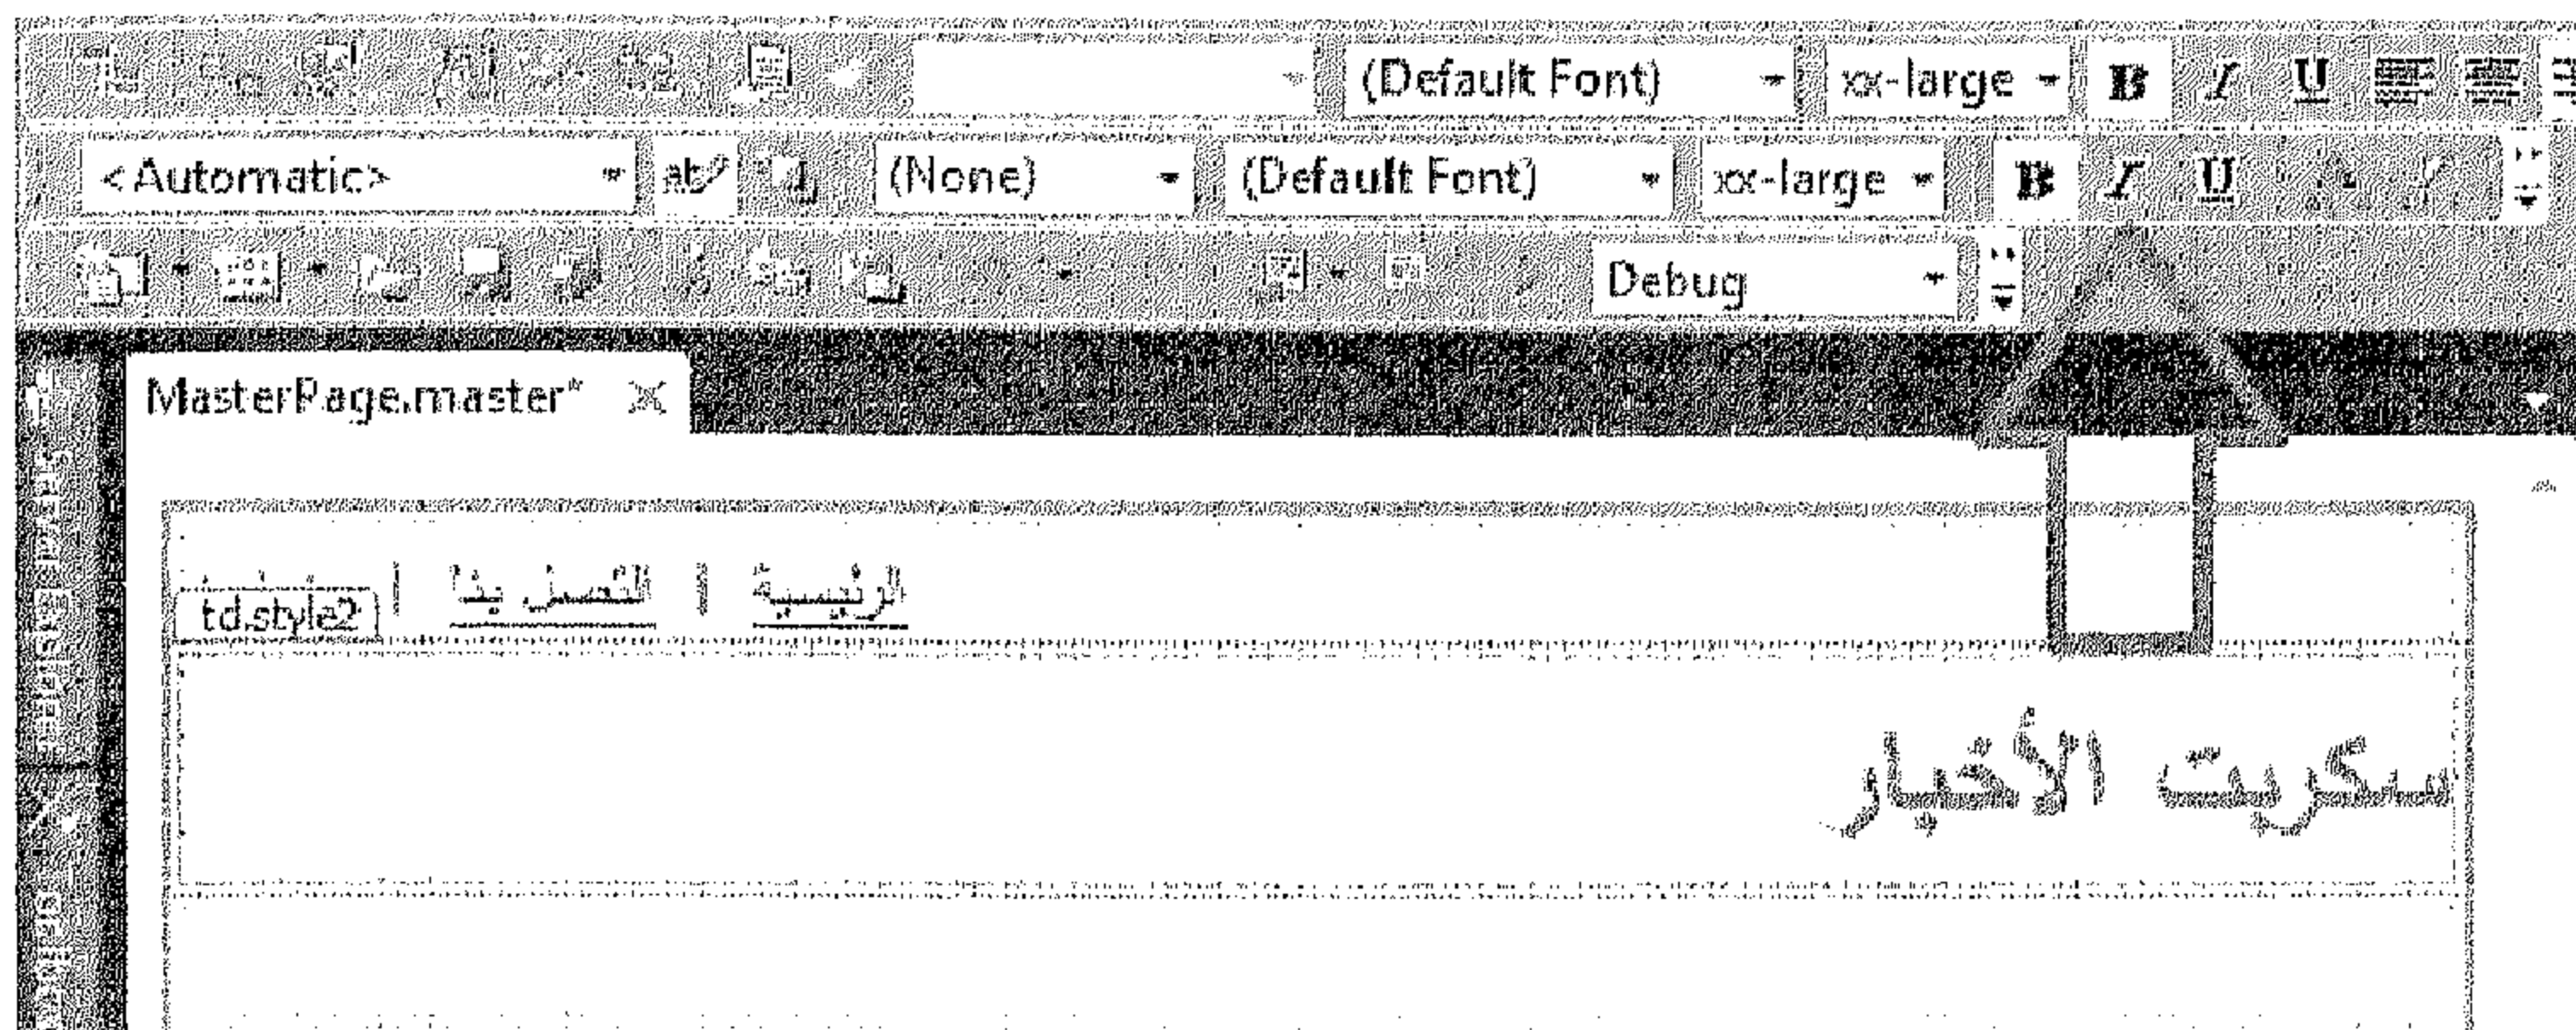 (Default Font) xx-large B I U
<Automatic> ab (None) (Default Font) xx-large B I U
Debug
MasterPage.master*
الرئيسية | اتصل بنا |
td.style2
سكربت الأخبار